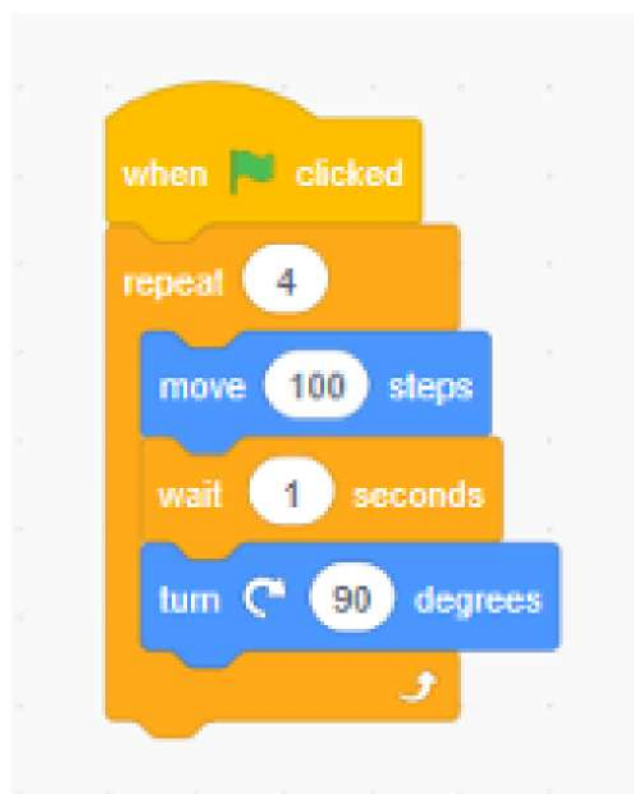 when clicked
repeat 4
move 100 steps
wait 1 seconds
turn 90 degrees